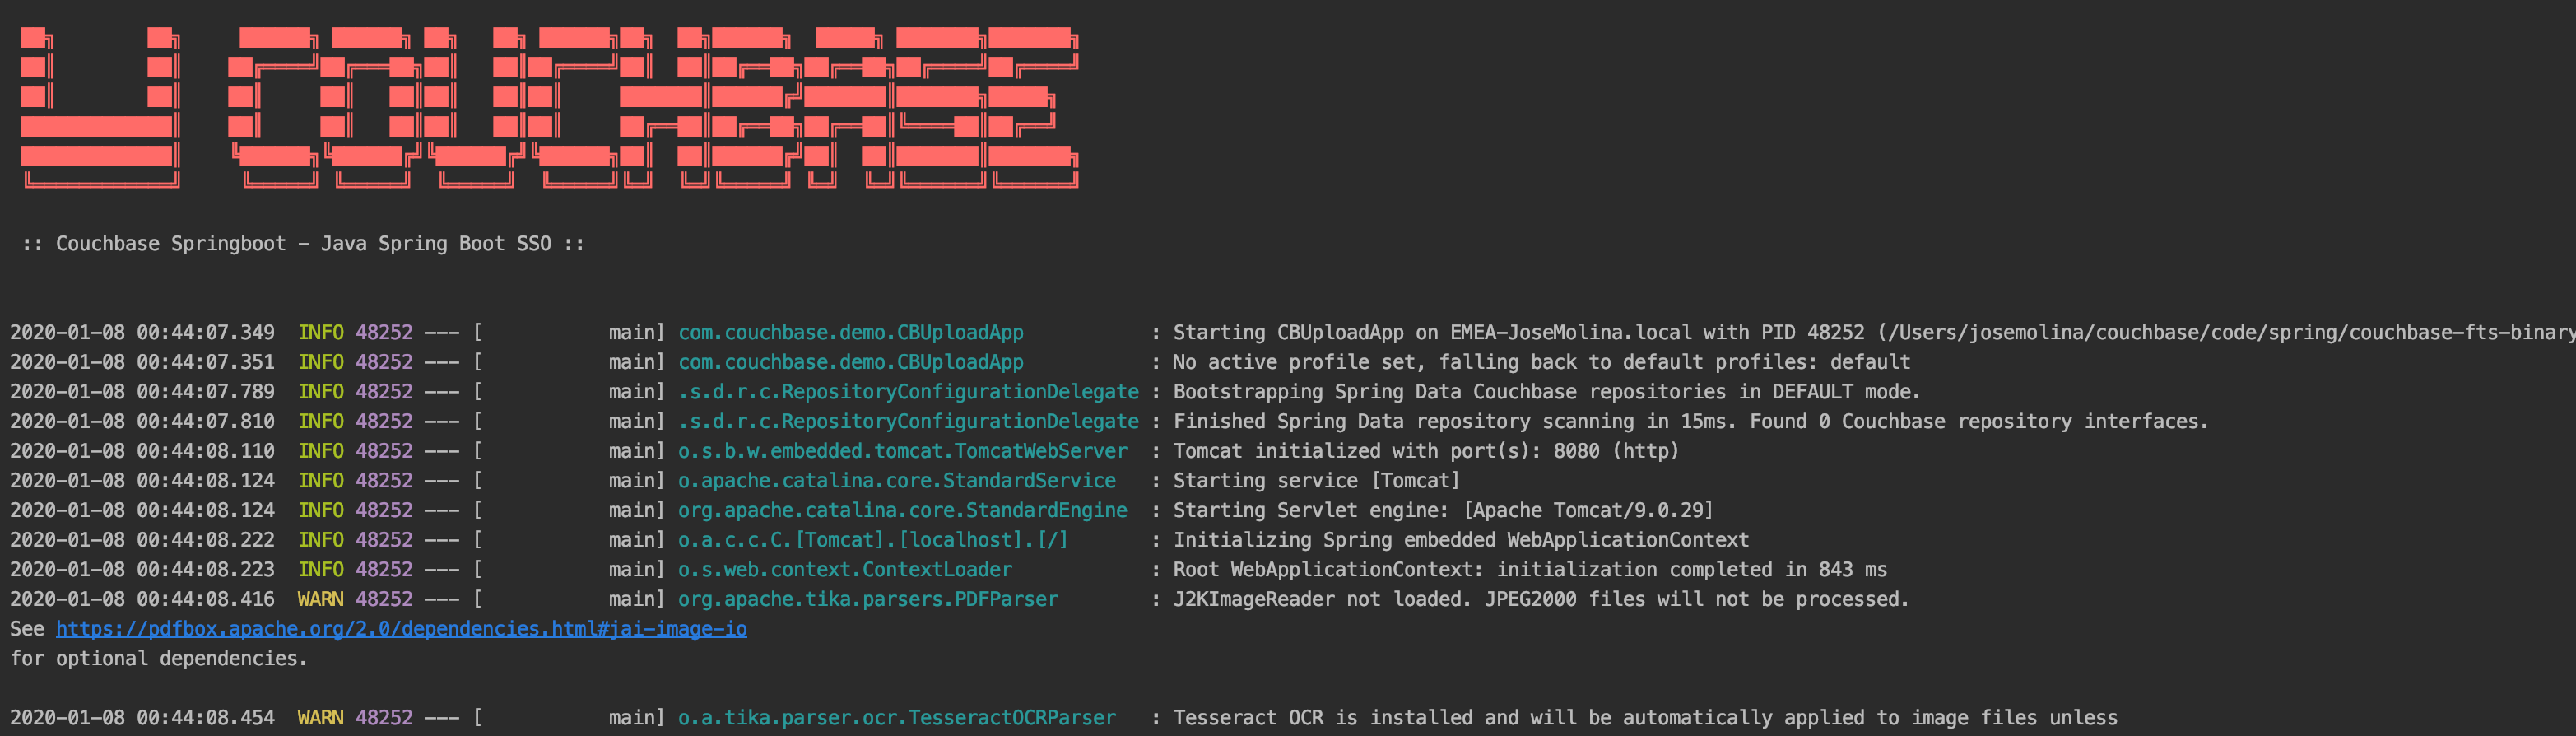 COUCHBASE
:: Couchbase Springboot - Java Spring Boot SSO ::
2020-01-08 00:44:07.349  INFO 48252 --- [           main] com.couchbase.demo.CBUploadApp           : Starting CBUploadApp on EMEA-JoseMolina.local with PID 48252 (/Users/josemolina/couchbase/code/spring/couchbase-fts-binary
2020-01-08 00:44:07.351  INFO 48252 --- [           main] com.couchbase.demo.CBUploadApp           : No active profile set, falling back to default profiles: default
2020-01-08 00:44:07.789  INFO 48252 --- [           main] .s.d.r.c.RepositoryConfigurationDelegate : Bootstrapping Spring Data Couchbase repositories in DEFAULT mode.
2020-01-08 00:44:07.810  INFO 48252 --- [           main] .s.d.r.c.RepositoryConfigurationDelegate : Finished Spring Data repository scanning in 15ms. Found 0 Couchbase repository interfaces.
2020-01-08 00:44:08.110  INFO 48252 --- [           main] o.s.b.w.embedded.tomcat.TomcatWebServer  : Tomcat initialized with port(s): 8080 (http)
2020-01-08 00:44:08.124  INFO 48252 --- [           main] o.apache.catalina.core.StandardService   : Starting service [Tomcat]
2020-01-08 00:44:08.124  INFO 48252 --- [           main] org.apache.catalina.core.StandardEngine  : Starting Servlet engine: [Apache Tomcat/9.0.29]
2020-01-08 00:44:08.222  INFO 48252 --- [           main] o.a.c.c.C.[Tomcat].[localhost].[/]       : Initializing Spring embedded WebApplicationContext
2020-01-08 00:44:08.223  INFO 48252 --- [           main] o.s.web.context.ContextLoader            : Root WebApplicationContext: initialization completed in 843 ms
2020-01-08 00:44:08.416  WARN 48252 --- [           main] org.apache.tika.parsers.PDFParser        : J2KImageReader not loaded. JPEG2000 files will not be processed.
See https://pdfbox.apache.org/2.0/dependencies.html#jai-image-io
for optional dependencies.
2020-01-08 00:44:08.454  WARN 48252 --- [           main] o.a.tika.parser.ocr.TesseractOCRParser   : Tesseract OCR is installed and will be automatically applied to image files unless